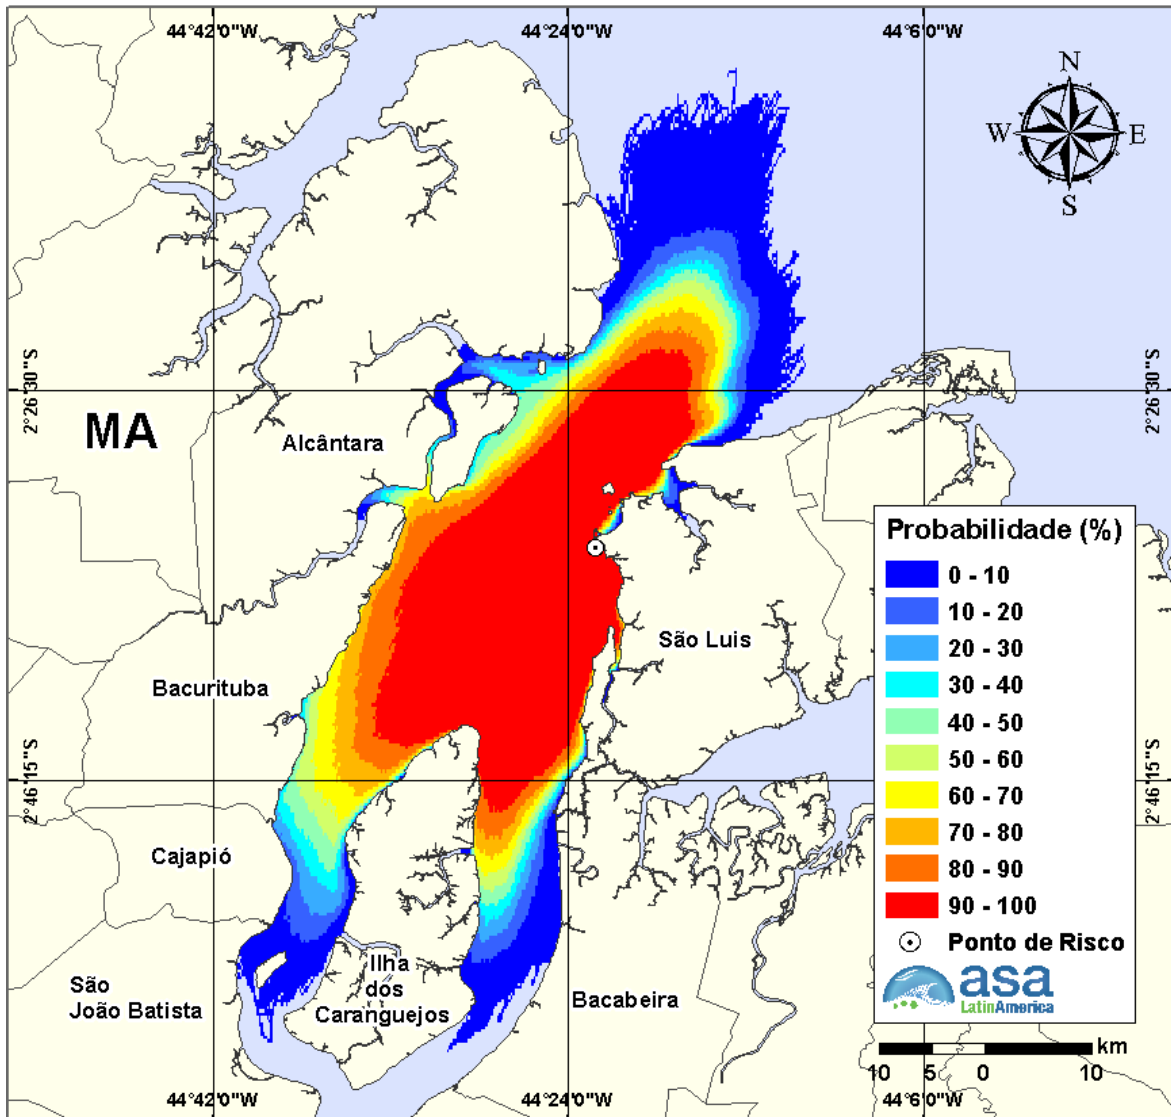 44°42'0"W
44°24'0"W
44°6'0"W
N
W
E
S
2°26'30"S
2°26'30"S
MA
Alcântara
Probabilidade (%)
0 - 10
10 - 20
20 - 30
30 - 40
40 - 50
50 - 60
60 - 70
70 - 80
80 - 90
90 - 100
Ponto de Risco
São Luis
Bacurituba
2°46'15"S
2°46'15"S
Cajapió
Ilha
dos
Caranguejos
São
João Batista
Bacabeira
asa
LatinAmerica
km
10 5 0 10
44°42'0"W
44°24'0"W
44°6'0"W